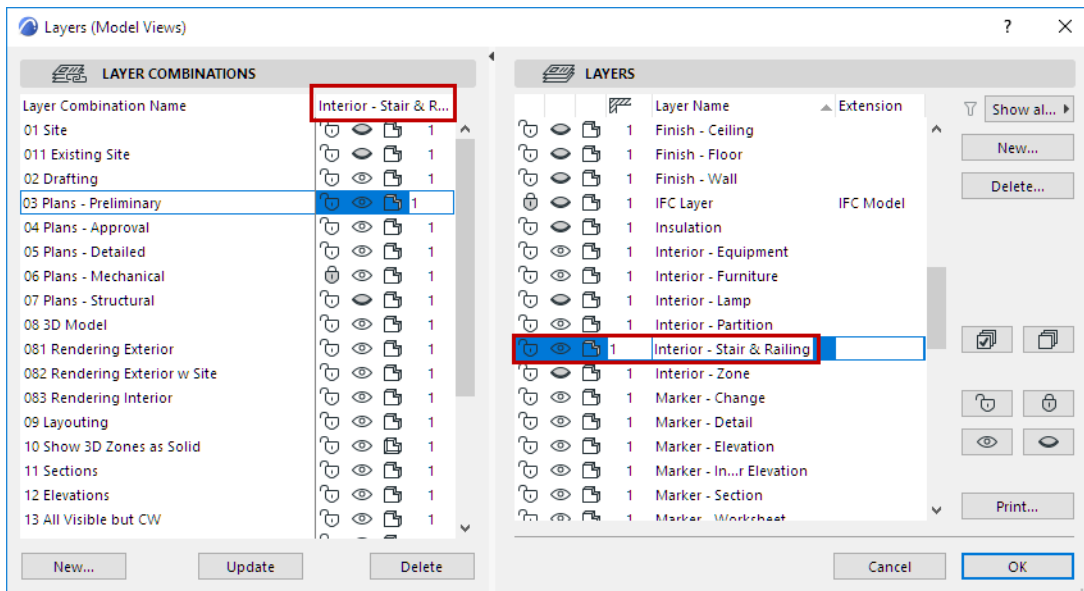 Layers (Model Views)
?
LAYER COMBINATIONS
Layer Combination Name Interior - Stair & R...
01 Site 1
011 Existing Site 1
02 Drafting 1
03 Plans - Preliminary 1
04 Plans - Approval 1
05 Plans - Detailed 1
06 Plans - Mechanical 1
07 Plans - Structural 1
08 3D Model 1
081 Rendering Exterior 1
082 Rendering Exterior w Site 1
083 Rendering Interior 1
09 Layouting 1
10 Show 3D Zones as Solid 1
11 Sections 1
12 Elevations 1
13 All Visible but CW 1
New... Update Delete
LAYERS
Layer Name Extension
1 Finish - Ceiling
1 Finish - Floor
1 Finish - Wall
1 IFC Layer IFC Model
1 Insulation
1 Interior - Equipment
1 Interior - Furniture
1 Interior - Lamp
1 Interior - Partition
1 Interior - Stair & Railing
1 Interior - Zone
1 Marker - Change
1 Marker - Detail
1 Marker - Elevation
1 Marker - In...r Elevation
1 Marker - Section
1 Marker - Worksheet
Show al...
New...
Delete...
Print...
Cancel OK